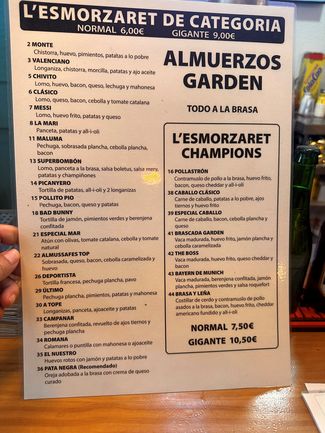 L'ESMORZARET DE CATEGORIA
NORMAL 6,00€ GIGANTE 9,00€
2 MONTE
Chistorra, huevo, pimientos, patatas a lo pobre
3 VALENCIANO
Longaniza, chistorra, morcilla, patatas y ajo aceite
5 CHIVITO
Lomo, huevo, bacon, queso, lechuga y mahonesa
6 CLÁSICO
Lomo, queso, bacon, cebolla y tomate catalana
7 MESSI
Lomo, huevo frito, patatas y queso
8 LA MARI
Panceta, patatas y all-i-oli
11 MALUMA
Pechuga, sobrasada plancha, cebolla plancha,
bacon
13 SUPERBOMBÓN
Lomo, panceta a la brasa, salsa boletus, salsa mery,
patatas y champiñones
14 PICANYERO
Tortilla de patatas, all-i-oli y 2 longanizas
15 POLLITO PIO
Pechuga, bacon, queso, patatas
18 BAD BUNNY
Tortilla de jamón, pimientos verdes y berenjena
confitada
21 ESPECIAL MAR
Atún con olivas, tomate catalana, cebolla y tomate
natural
22 ALMUSSAFES TOP
Sobrasada, queso, bacon, cebolla caramelizada y
huevo
26 DEPORTISTA
Tortilla francesa, pechuga plancha, pavo
29 ÚLTIMO
Pechuga plancha, pimientos, patatas y mahonesa
30 A TOPE
Longanizas, panceta, ajoaceite y patatas
33 CAMPANAR
Berenjena confitada, revuelto de ajos tiernos y
pechuga plancha
34 ROMANA
Calamares o puntilla con mahonesa o ajoaceite
35 EL NUESTRO
Huevos rotos con jamón y patatas a lo pobre
36 PATA NEGRA (Recomendado)
Oreja adobada a la brasa con crema de queso
curado
ALMUERZOS
GARDEN
TODO A LA BRASA
L'ESMORZARET
CHAMPIONS
16 POLLASTRÓN
Contramuslo de pollo a la brasa, huevo frito,
bacon, queso cheddar y all-i-oli
38 CABALLO CLÁSICO
Carne de caballo, patatas a lo pobre, ajos
tiernos y huevo frito
39 ESPECIAL CABALLO
Carne de caballo, bacon, cebolla plancha y
queso
41 BRASCADA GARDEN
Vaca madurada, huevo frito, jamón plancha y
cebolla caramelizada
42 THE BOSS
Vaca madurada, huevo frito, queso cheddar y
bacon
43 BAYERN DE MUNICH
Vaca madurada, berenjena confitada, jamón
plancha, pimientos verdes y all-i-oli
44 BRASA Y LEÑA
Costillar de cerdo y contramuslo de pollo
asados a la brasa, bacon, huevo frito, cheddar
americano fundido y all-i-oli
NORMAL 7,50€
GIGANTE 10,50€